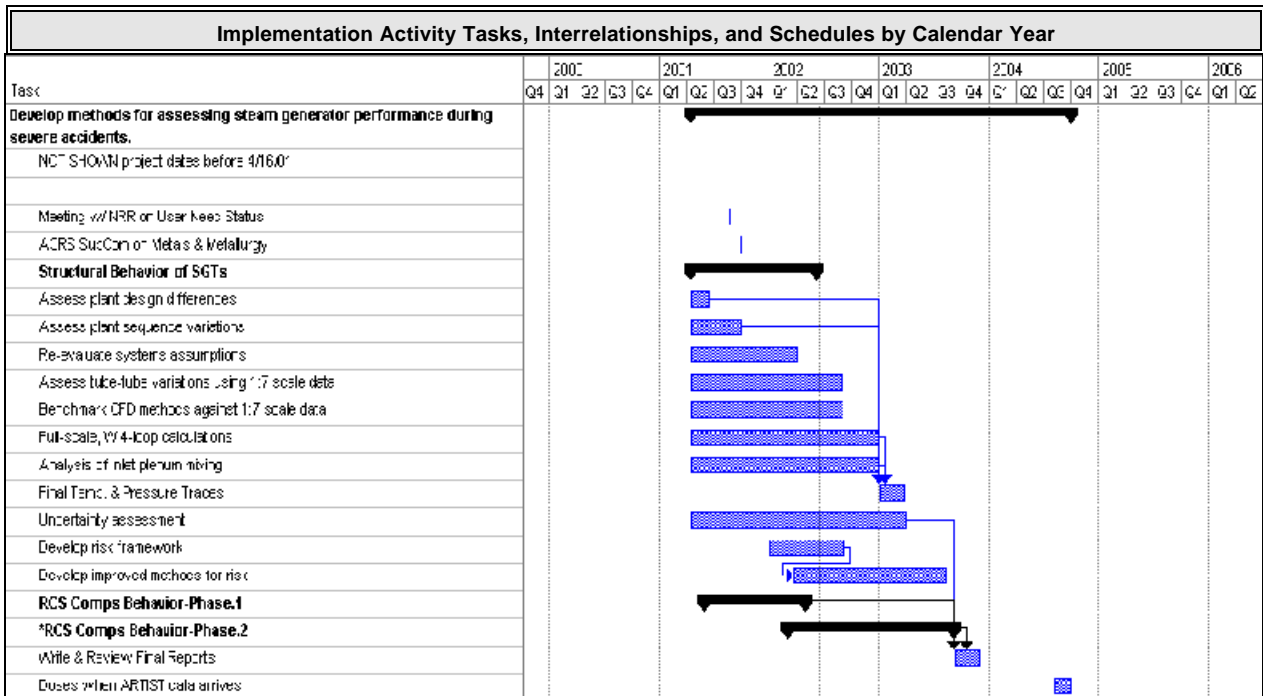 Implementation Activity Tasks, Interrelationships, and Schedules by Calendar Year
2000 2001 2002 2003 2004 2005 2006
Task Q4 Q1 Q2 Q3 Q4 Q1 Q2 Q3 Q4 Q1 Q2 Q3 Q4 Q1 Q2 Q3 Q4 Q1 Q2 Q3 Q4 Q1 Q2 Q3 Q4 Q1 Q2
Develop methods for assessing steam generator performance during
severe accidents.
NOT SHOWN project dates before 4/16/01
Meeting w/ NRR on User Need Status
ACRS SubCom on Metals & Metallurgy
Structural Behavior of SGTs
Assess plant design differences
Assess plant sequence variations
Re-evaluate systems assumptions
Assess tube-tube variations using 1:7 scale data
Benchmark CFD methods against 1:7 scale data
Full-scale, W 4-loop calculations
Analysis of inlet plenum mixing
Final Temp. & Pressure Traces
Uncertainty assessment
Develop risk framework
Develop improved methods for risk
RCS Comps Behavior-Phase.1
*RCS Comps Behavior-Phase.2
Write & Review Final Reports
Doses when ARTIST data arrives